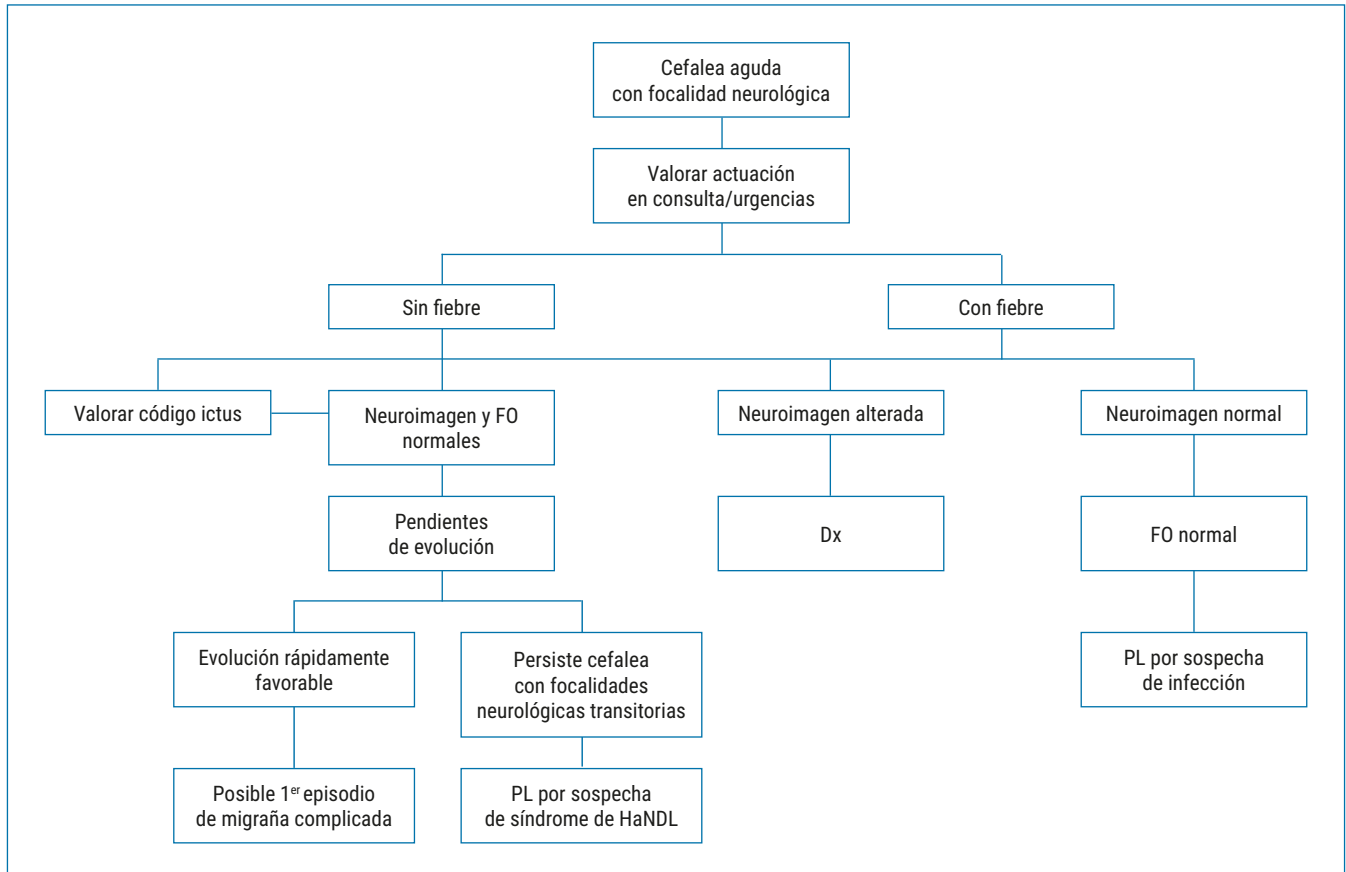 Cefalea aguda
con focalidad neurológica
Valorar actuación
en consulta/urgencias
Sin fiebre
Con fiebre
Valorar código ictus
Neuroimagen y FO
normales
Neuroimagen alterada
Neuroimagen normal
Pendientes
de evolución
Dx
FO normal
Evolución rápidamente
favorable
Persiste cefalea
con focalidades
neurológicas transitorias
PL por sospecha
de infección
Posible 1er episodio
de migraña complicada
PL por sospecha
de síndrome de HaNDL